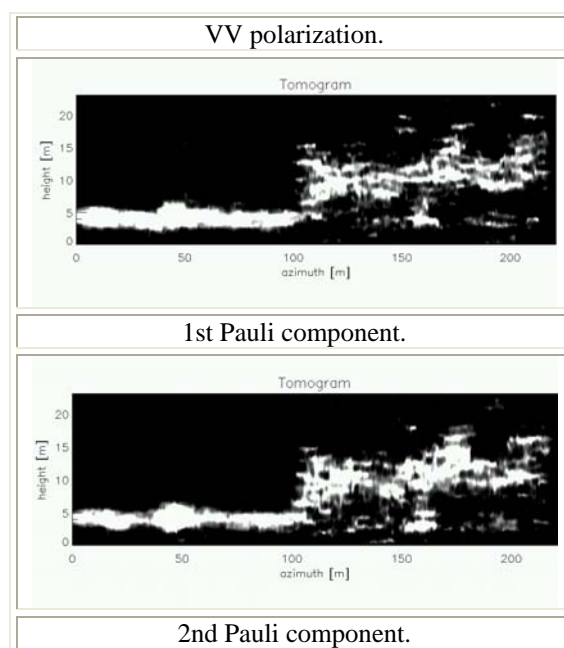 VV polarization.
Tomogram
20
15
10
5
0
height [m]
0 50 100 150 200
azimuth [m]
1st Pauli component.
Tomogram
20
15
10
5
0
height [m]
0 50 100 150 200
azimuth [m]
2nd Pauli component.